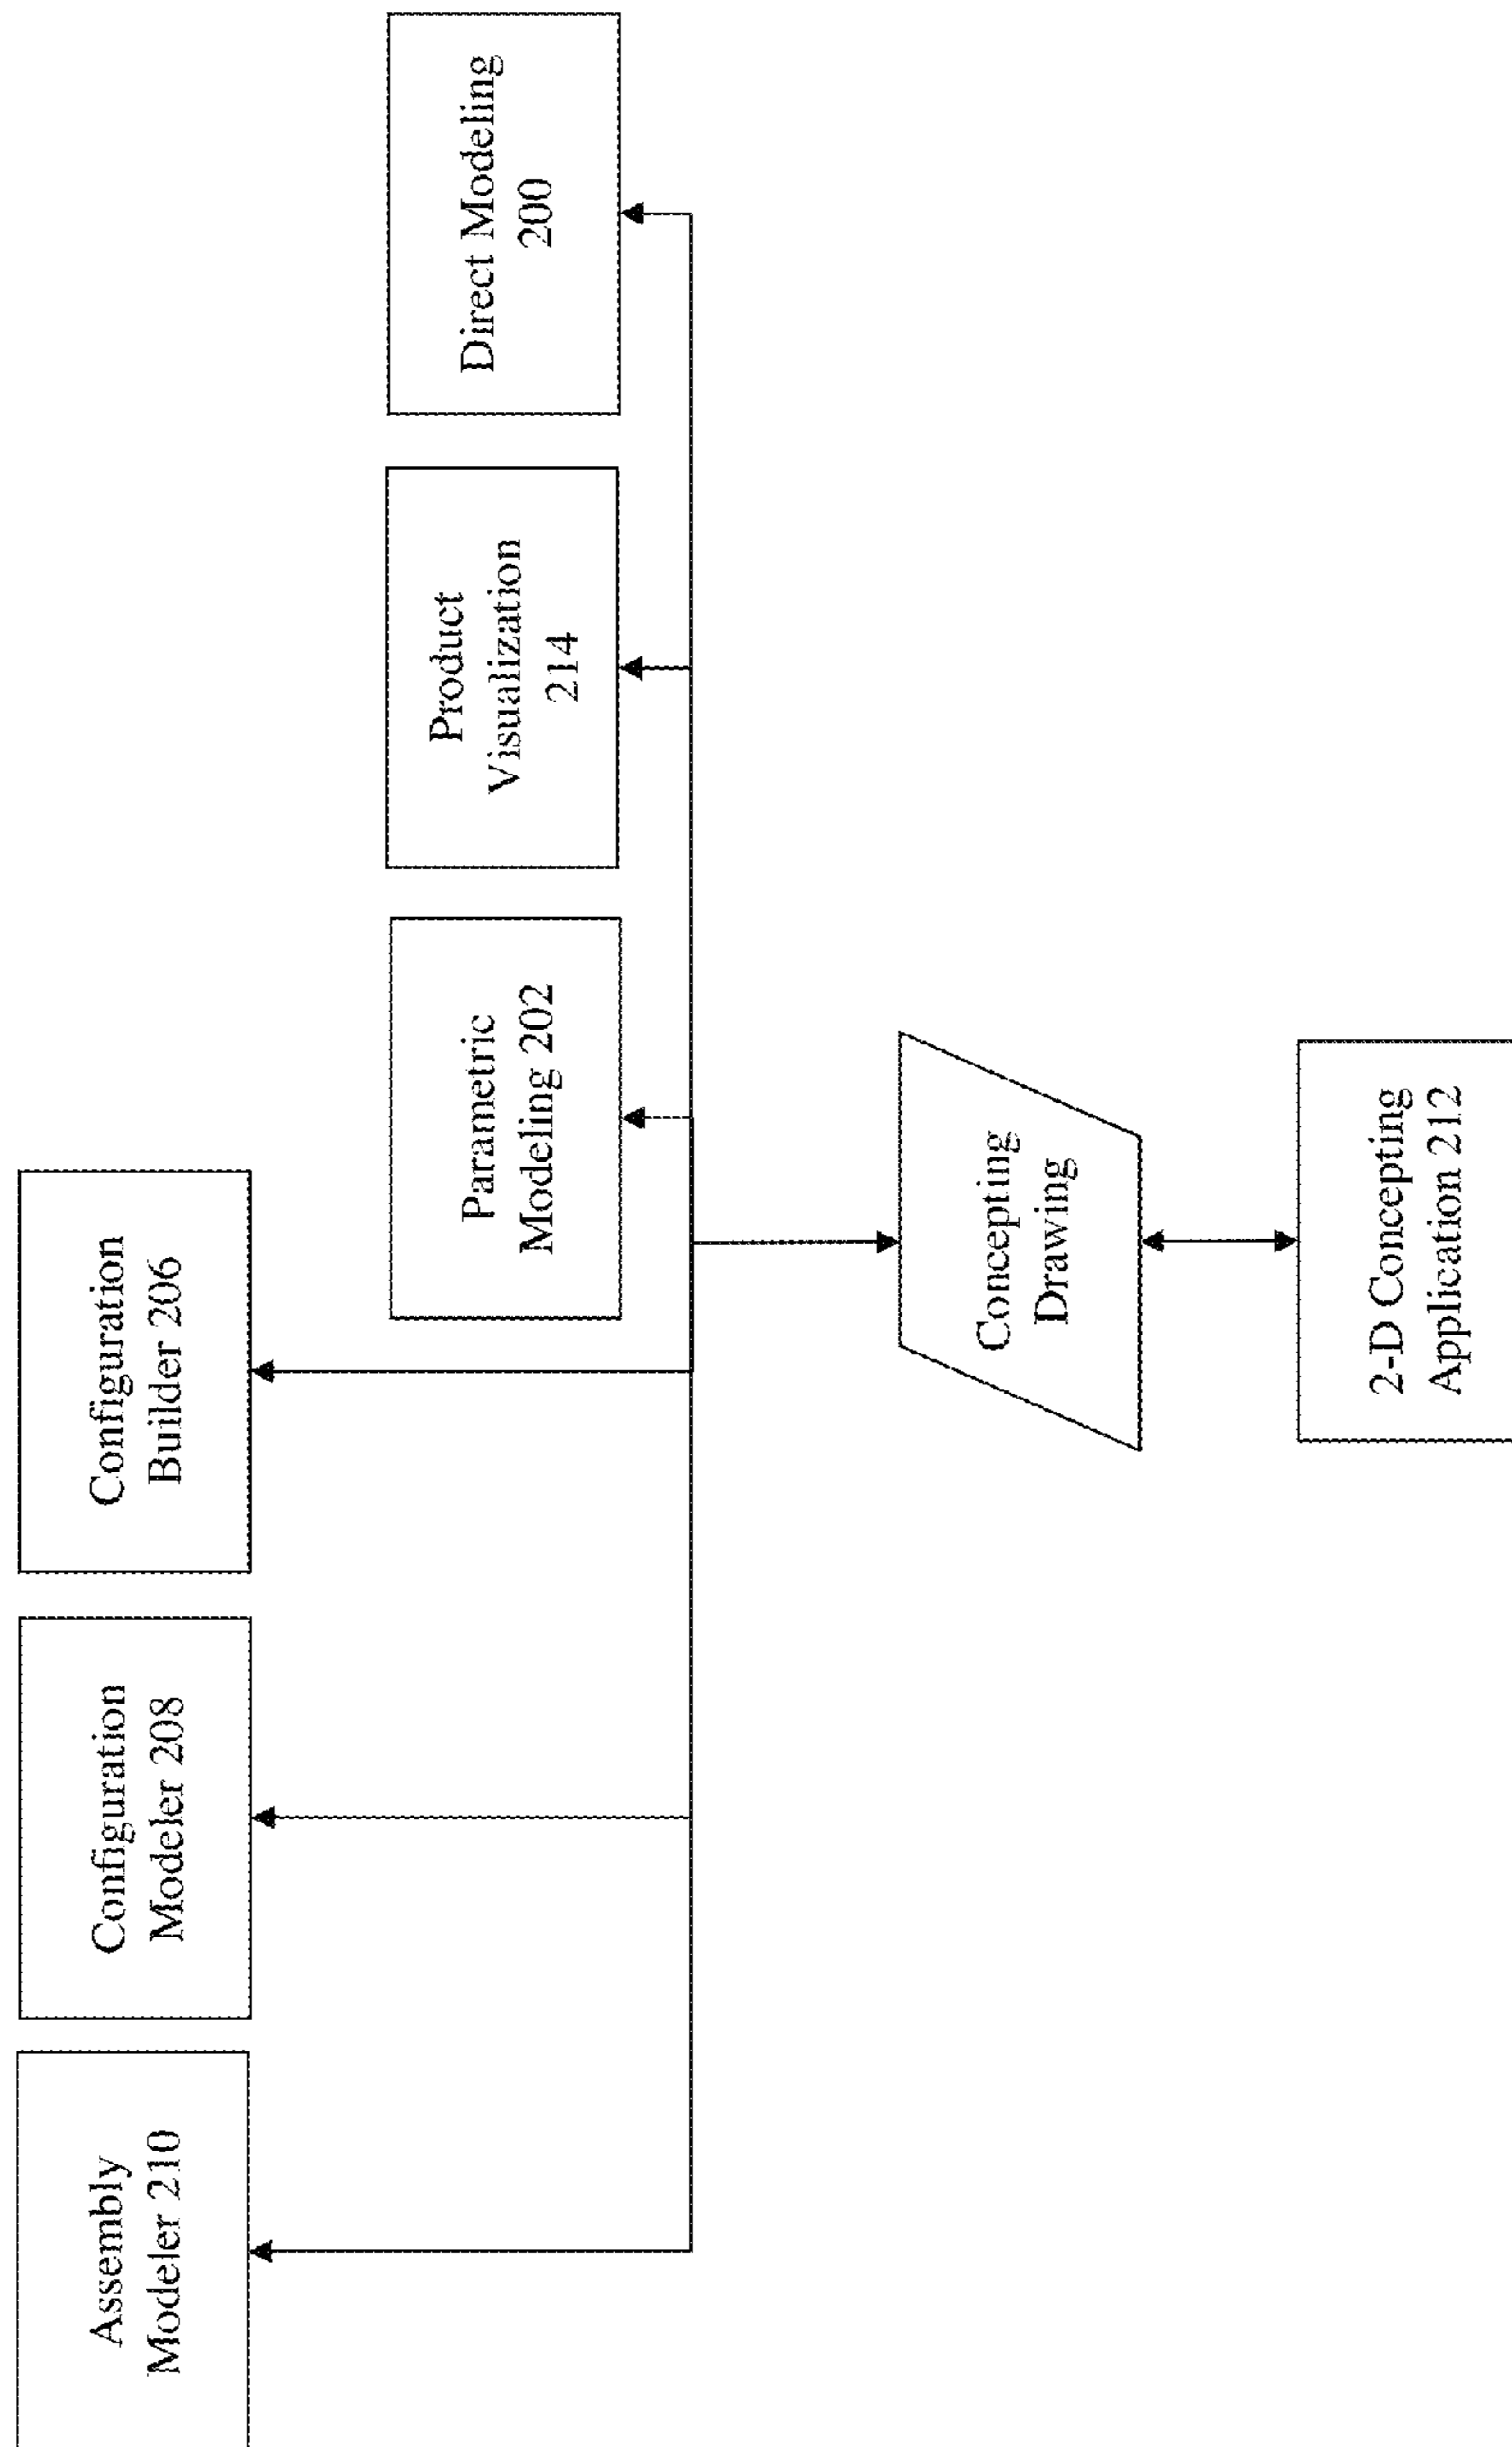 Assembly
Modeler 210
Configuration
Modeler 208
Configuration
Builder 206
Parametric
Modeling 202
Product
Visualization
214
Direct Modeling
200
Concepting
Drawing
2-D Concepting
Application 212